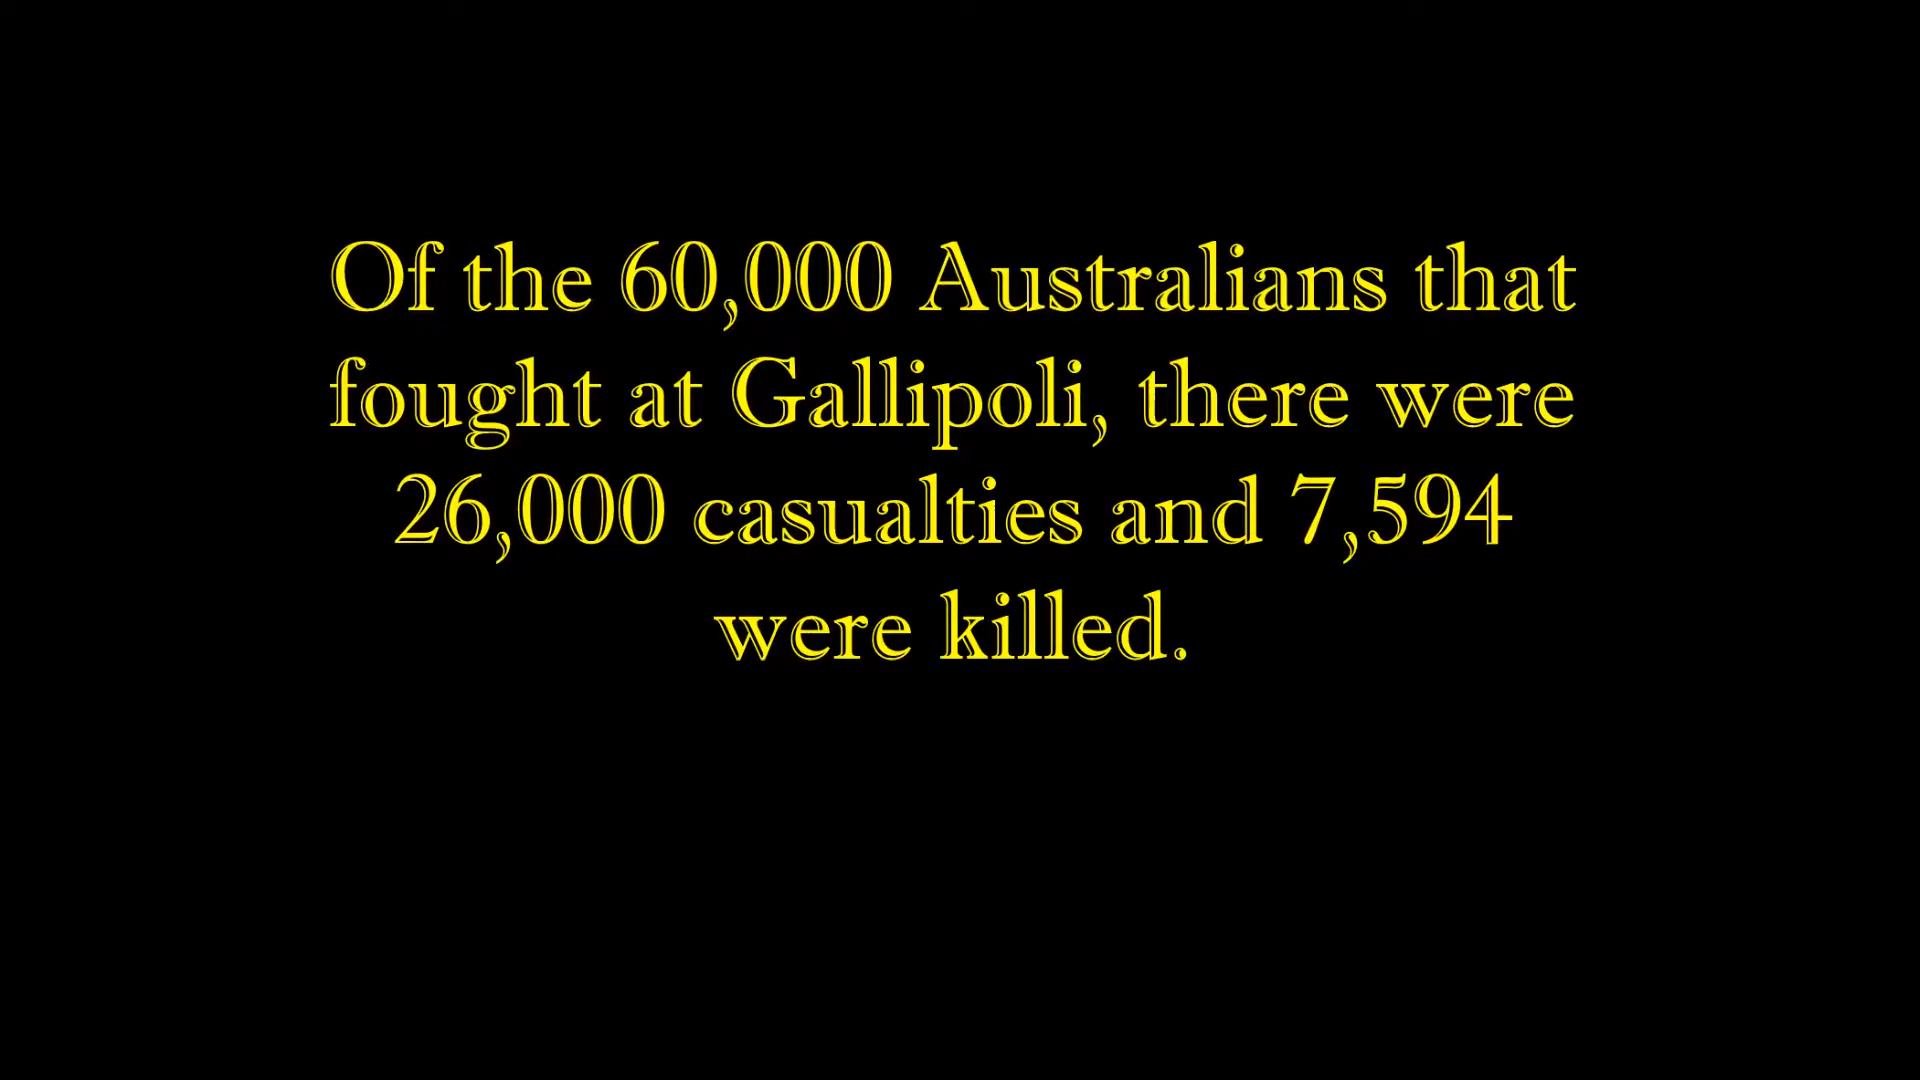 Of the 60,000 Australians that
fought at Gallipoli, there were
26,000 casualties and 7,594
were killed.